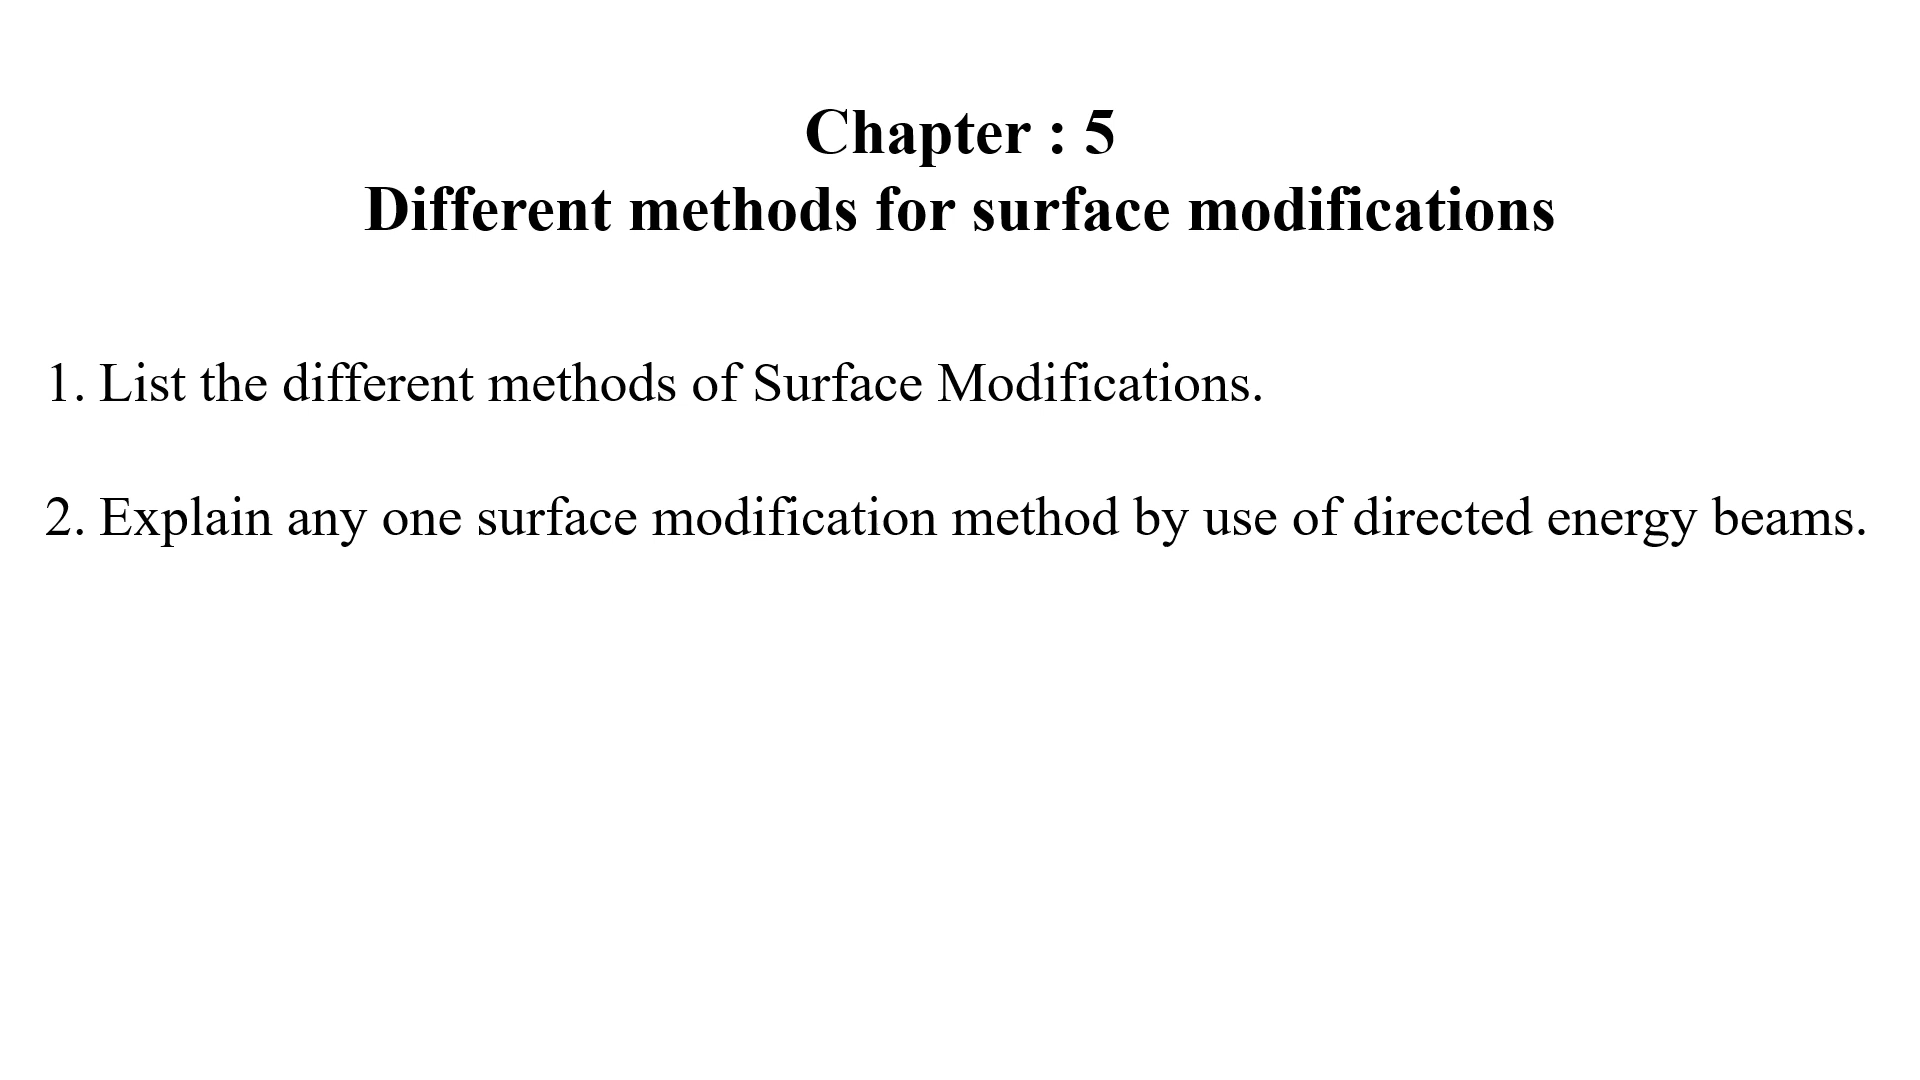 Chapter : 5
Different methods for surface modifications
1. List the different methods of Surface Modifications.
2. Explain any one surface modification method by use of directed energy beams.